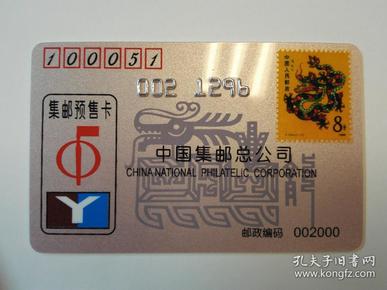 100051
002 1296
中国人民邮政
8分
集邮预售卡
中国集邮总公司
CHINA NATIONAL PHILATELIC CORPORATION
邮政编码 002000
孔夫子旧书网
www.kongfz.com